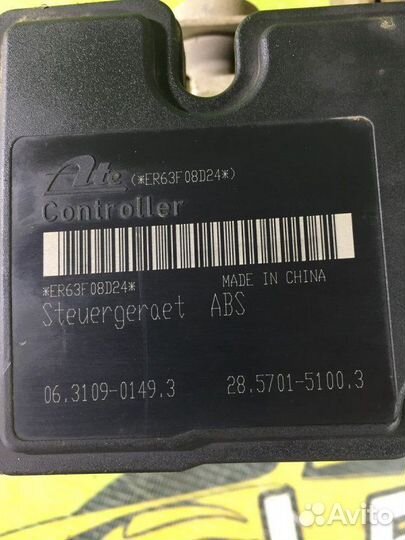 Ate (*ER63F08D24*)
Controller
*ER63F08D24*
MADE IN CHINA
Steuergeraet ABS
06.3109-0149.3
28.5701-5100.3
Avito